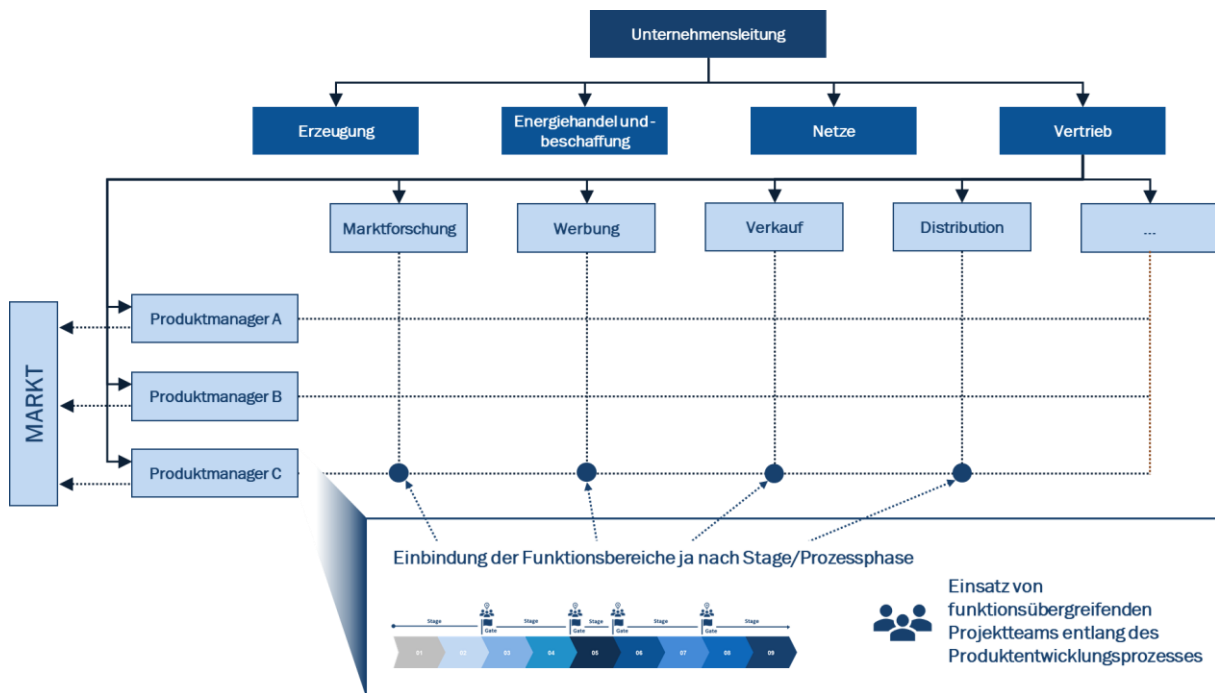 Unternehmensleitung
Erzeugung
Energiehandel und -
beschaffung
Netze
Vertrieb
Marktforschung
Werbung
Verkauf
Distribution
...
MARKT
Produktmanager A
Produktmanager B
Produktmanager C
Einbindung der Funktionsbereiche ja nach Stage/Prozessphase
Stage
Stage
Stage
Stage
Stage
Gate
Gate
Gate
Gate
01
02
03
04
05
06
07
08
09
Einsatz von
funktionsübergreifenden
Projektteams entlang des
Produktentwicklungsprozesses